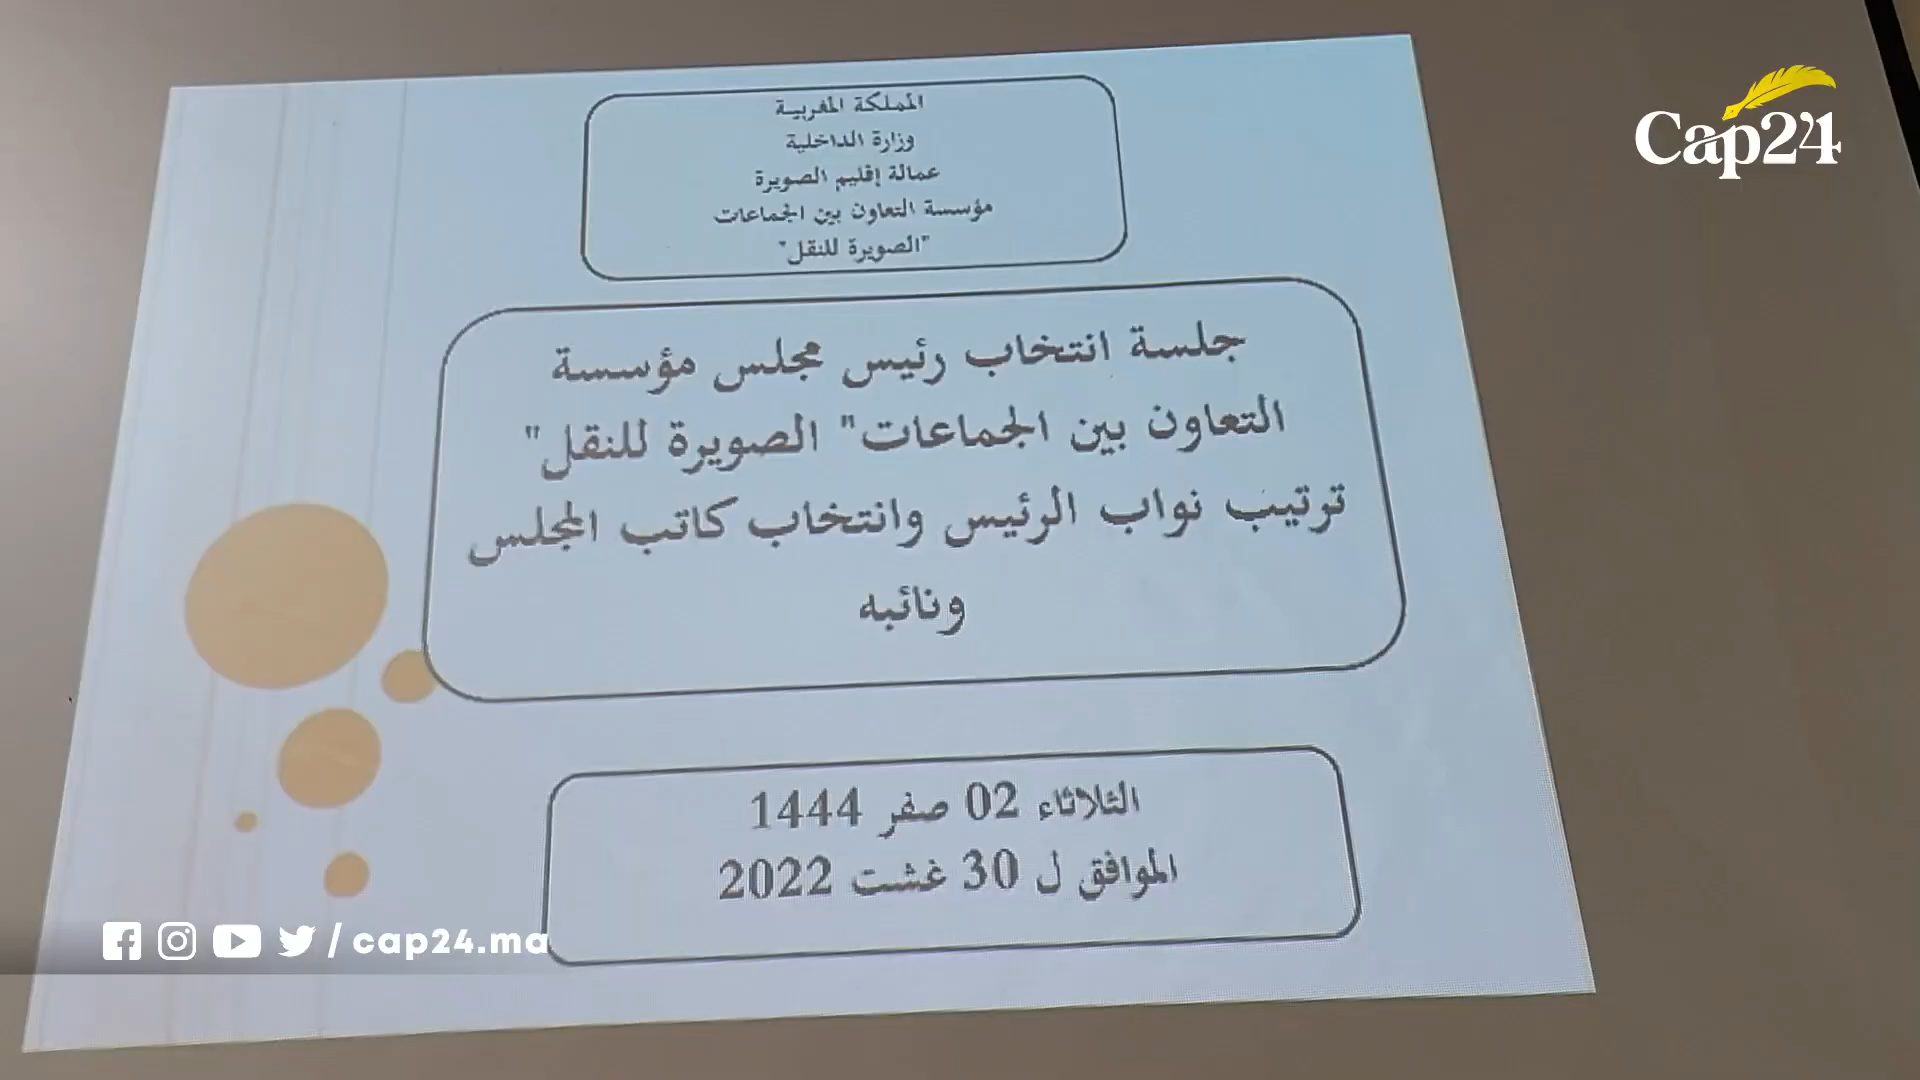 المملكة المغربية
وزارة الداخلية
عمالة إقليم الصويرة
مؤسسة التعاون بين الجماعات
"الصويرة للنقل"
جلسة انتخاب رئيس مجلس مؤسسة
التعاون بين الجماعات" الصويرة للنقل"
ترتيب نواب الرئيس وانتخاب كاتب المجلس
ونائبه
الثلاثاء 02 صفر 1444
الموافق ل 30 غشت 2022
Cap24
/ cap24.ma